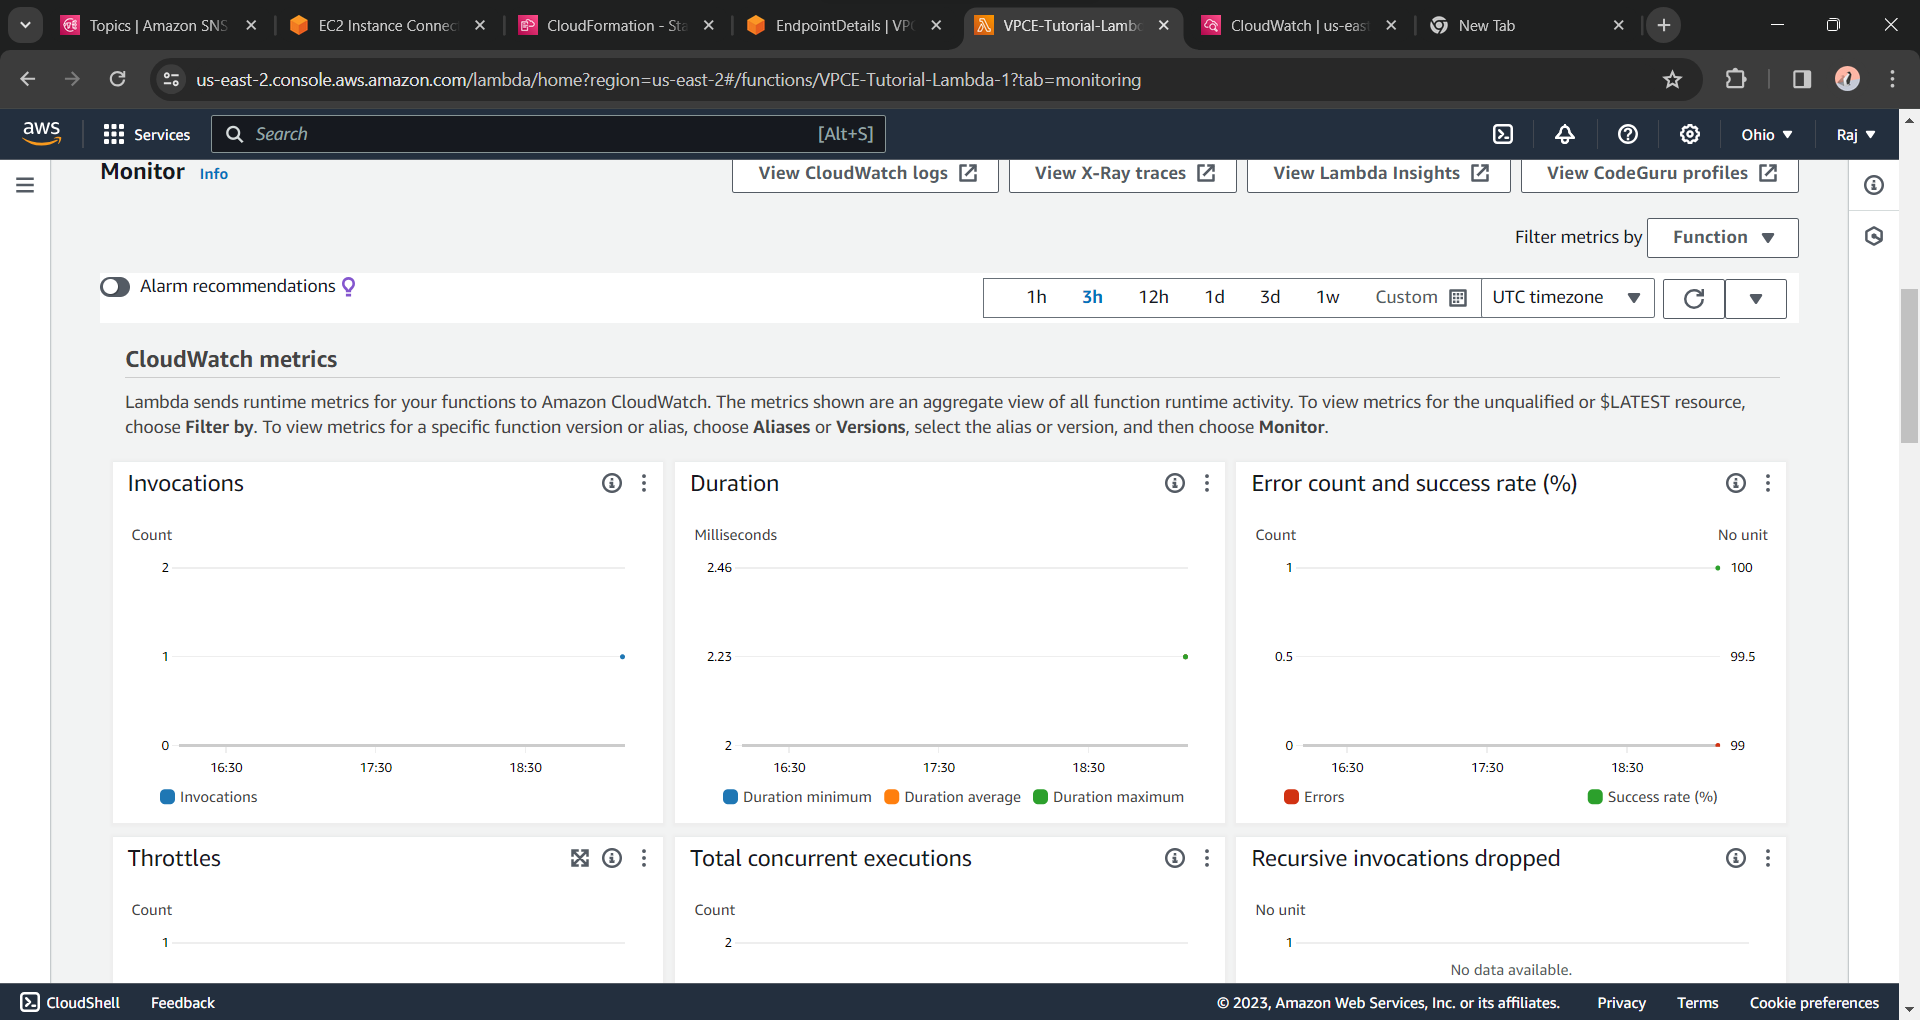 Topics | Amazon SNS
EC2 Instance Connec
CloudFormation - Sta
EndpointDetails | VPC
VPCE-Tutorial-Lambd
CloudWatch | us-east
New Tab
us-east-2.console.aws.amazon.com/lambda/home?region=us-east-2#/functions/VPCE-Tutorial-Lambda-1?tab=monitoring
aws
Services
Search
[Alt+S]
Ohio
Raj
Monitor
Info
View CloudWatch logs
View X-Ray traces
View Lambda Insights
View CodeGuru profiles
Filter metrics by
Function
Alarm recommendations
1h
3h
12h
1d
3d
1w
Custom
UTC timezone
CloudWatch metrics
Lambda sends runtime metrics for your functions to Amazon CloudWatch. The metrics shown are an aggregate view of all function runtime activity. To view metrics for the unqualified or $LATEST resource,
choose Filter by. To view metrics for a specific function version or alias, choose Aliases or Versions, select the alias or version, and then choose Monitor.
Invocations
Count
2
1
0
16:30
17:30
18:30
Invocations
Duration
Milliseconds
2.46
2.23
2
16:30
17:30
18:30
Duration minimum
Duration average
Duration maximum
Error count and success rate (%)
Count
No unit
1
100
0.5
99.5
0
99
16:30
17:30
18:30
Errors
Success rate (%)
Throttles
Count
1
Total concurrent executions
Count
2
Recursive invocations dropped
No unit
1
No data available.
CloudShell
Feedback
© 2023, Amazon Web Services, Inc. or its affiliates.
Privacy
Terms
Cookie preferences